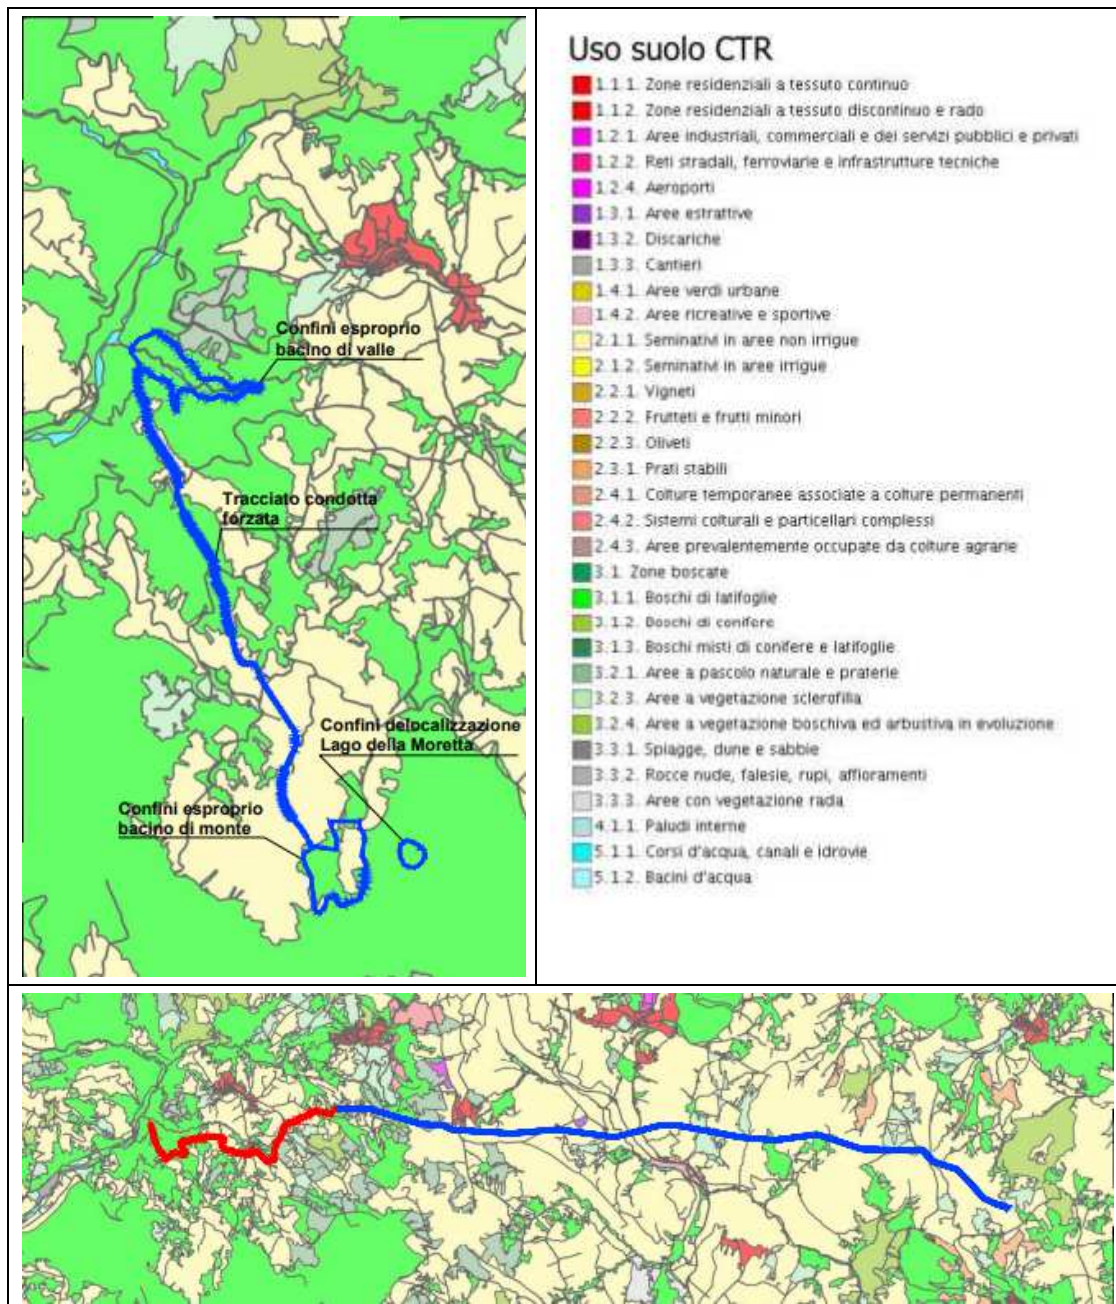 Confini esproprio
bacino di valle
Tracciato condotta
forzata
Confini delocalizzazione
Lago della Moretta
Confini esproprio
bacino di monte
Uso suolo CTR
1.1.1. Zone residenziali a tessuto continuo
1.1.2. Zone residenziali a tessuto discontinuo e rado
1.2.1. Aree industriali, commerciali e dei servizi pubblici e privati
1.2.2. Reti stradali, ferroviarie e infrastrutture tecniche
1.2.4. Aeroporti
1.3.1. Aree estrattive
1.3.2. Discariche
1.3.3. Cantieri
1.4.1. Aree verdi urbane
1.4.2. Aree ricreative e sportive
2.1.1. Seminativi in aree non irrigue
2.1.2. Seminativi in aree irrigue
2.2.1. Vigneti
2.2.2. Frutteti e frutti minori
2.2.3. Oliveti
2.3.1. Prati stabili
2.4.1. Colture temporanee associate a colture permanenti
2.4.2. Sistemi colturali e particellari complessi
2.4.3. Aree prevalentemente occupate da colture agrarie
3.1. Zone boscate
3.1.1. Boschi di latifoglie
3.1.2. Boschi di conifere
3.1.3. Boschi misti di conifere e latifoglie
3.2.1. Aree a pascolo naturale e praterie
3.2.3. Aree a vegetazione sclerofilla
3.2.4. Aree a vegetazione boschiva ed arbustiva in evoluzione
3.3.1. Spiagge, dune e sabbie
3.3.2. Rocce nude, falesie, rupi, affioramenti
3.3.3. Aree con vegetazione rada
4.1.1. Paludi interne
5.1.1. Corsi d'acqua, canali e idrovie
5.1.2. Bacini d'acqua